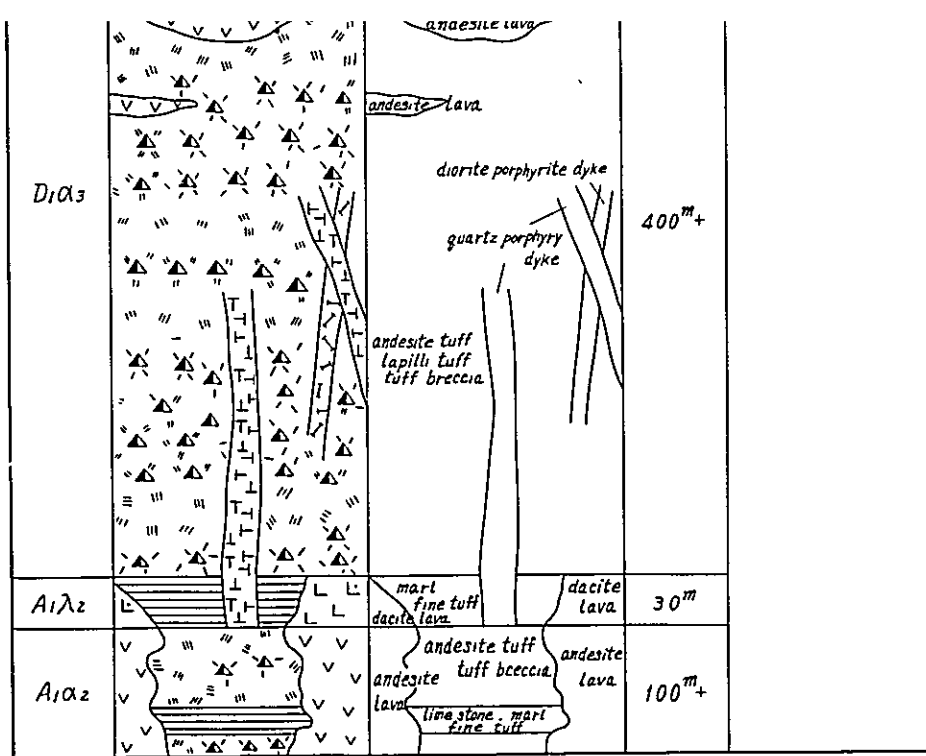 andesite lava
andesite lava
diorite porphyrite dyke
D1α3
400m+
quartz porphyry
dyke
andesite tuff
lapilli tuff
tuff breccia
A1λ2
marl
fine tuff
dacite lava
dacite
lava
30m
A1α2
andesite tuff
tuff bceccia
andesite
lava
andesite
lava
100m+
lime stone. marl
fine tuff